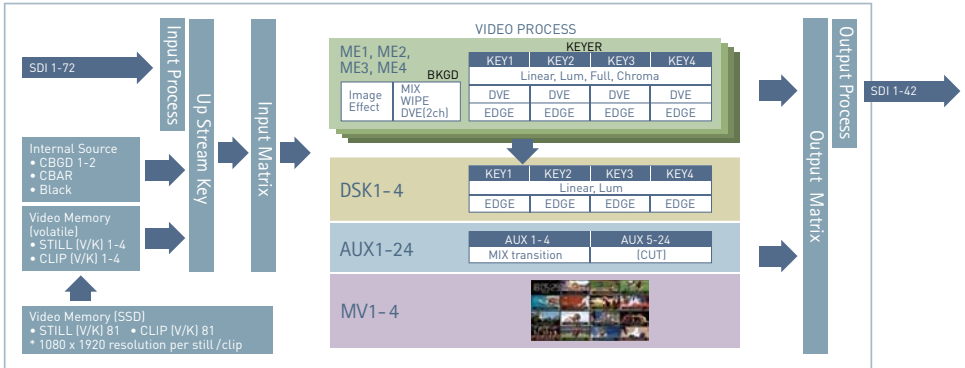 VIDEO PROCESS
SDI 1-72
Input Process
Up Stream Key
Input Matrix
Internal Source
• CBGD 1-2
• CBAR
• Black
Video Memory
(volatile)
• STILL (V/K) 1-4
• CLIP (V/K) 1-4
Video Memory (SSD)
• STILL (V/K) 81 • CLIP (V/K) 81
* 1080 x 1920 resolution per still/clip
ME1, ME2,
ME3, ME4
BKGD
Image
Effect
MIX
WIPE
DVE(2ch)
KEYER
KEY1 KEY2 KEY3 KEY4
Linear, Lum, Full, Chroma
DVE DVE DVE DVE
EDGE EDGE EDGE EDGE
DSK1-4
KEY1 KEY2 KEY3 KEY4
Linear, Lum
EDGE EDGE EDGE EDGE
AUX1-24
AUX 1-4 AUX 5-24
MIX transition (CUT)
MV1-4
Output Matrix
Output Process
SDI 1-42